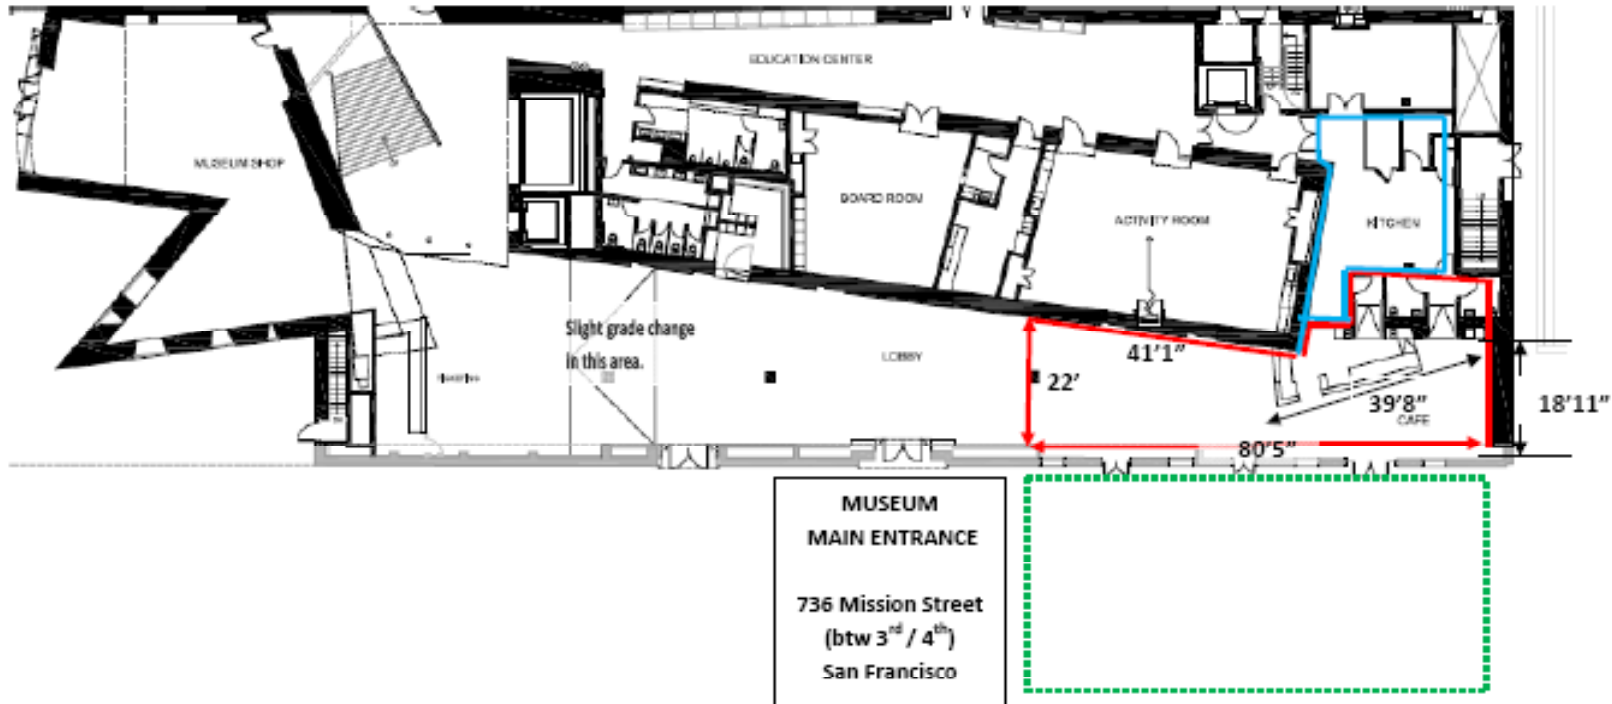 EDUCATION CENTER
MUSEUM SHOP
BOARD ROOM
ACTIVITY ROOM
KITCHEN
Slight grade change
in this area.
LOBBY
41'1"
22'
39'8"
18'11"
CAFE
80'5"
MUSEUM
MAIN ENTRANCE
736 Mission Street
(btw 3rd / 4th)
San Francisco